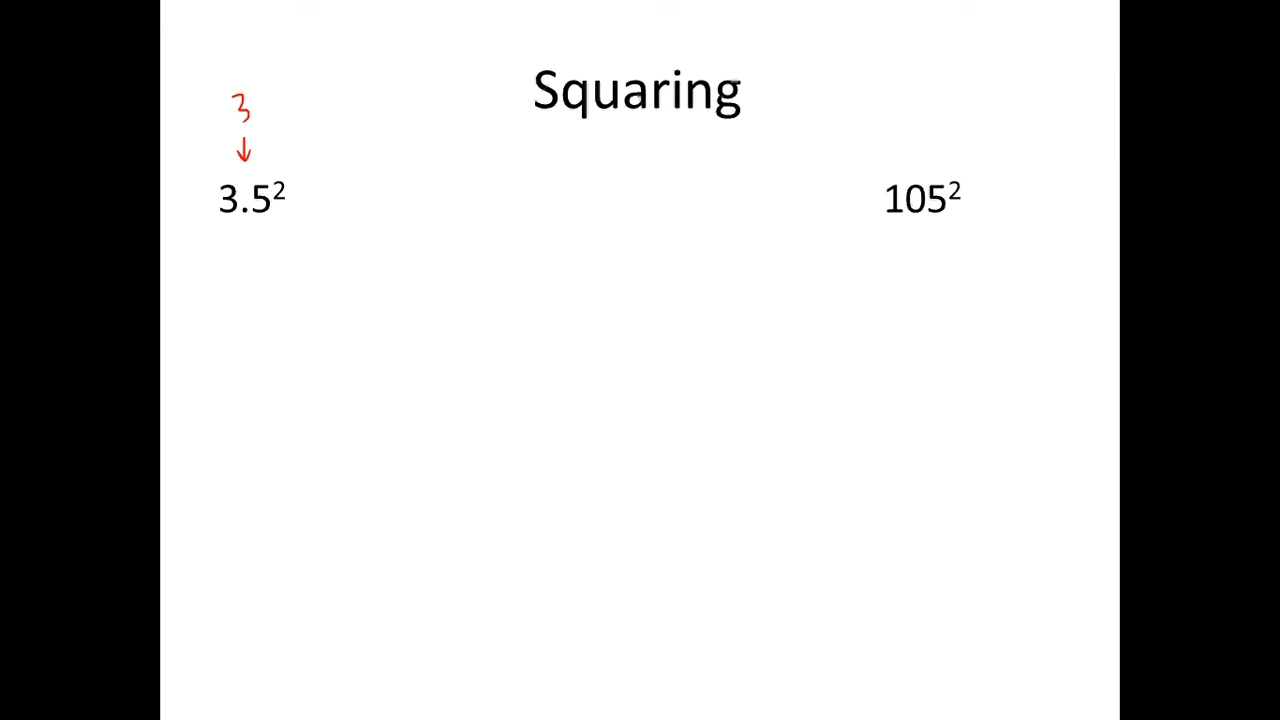 Squaring
3
↓
3.5²
105²